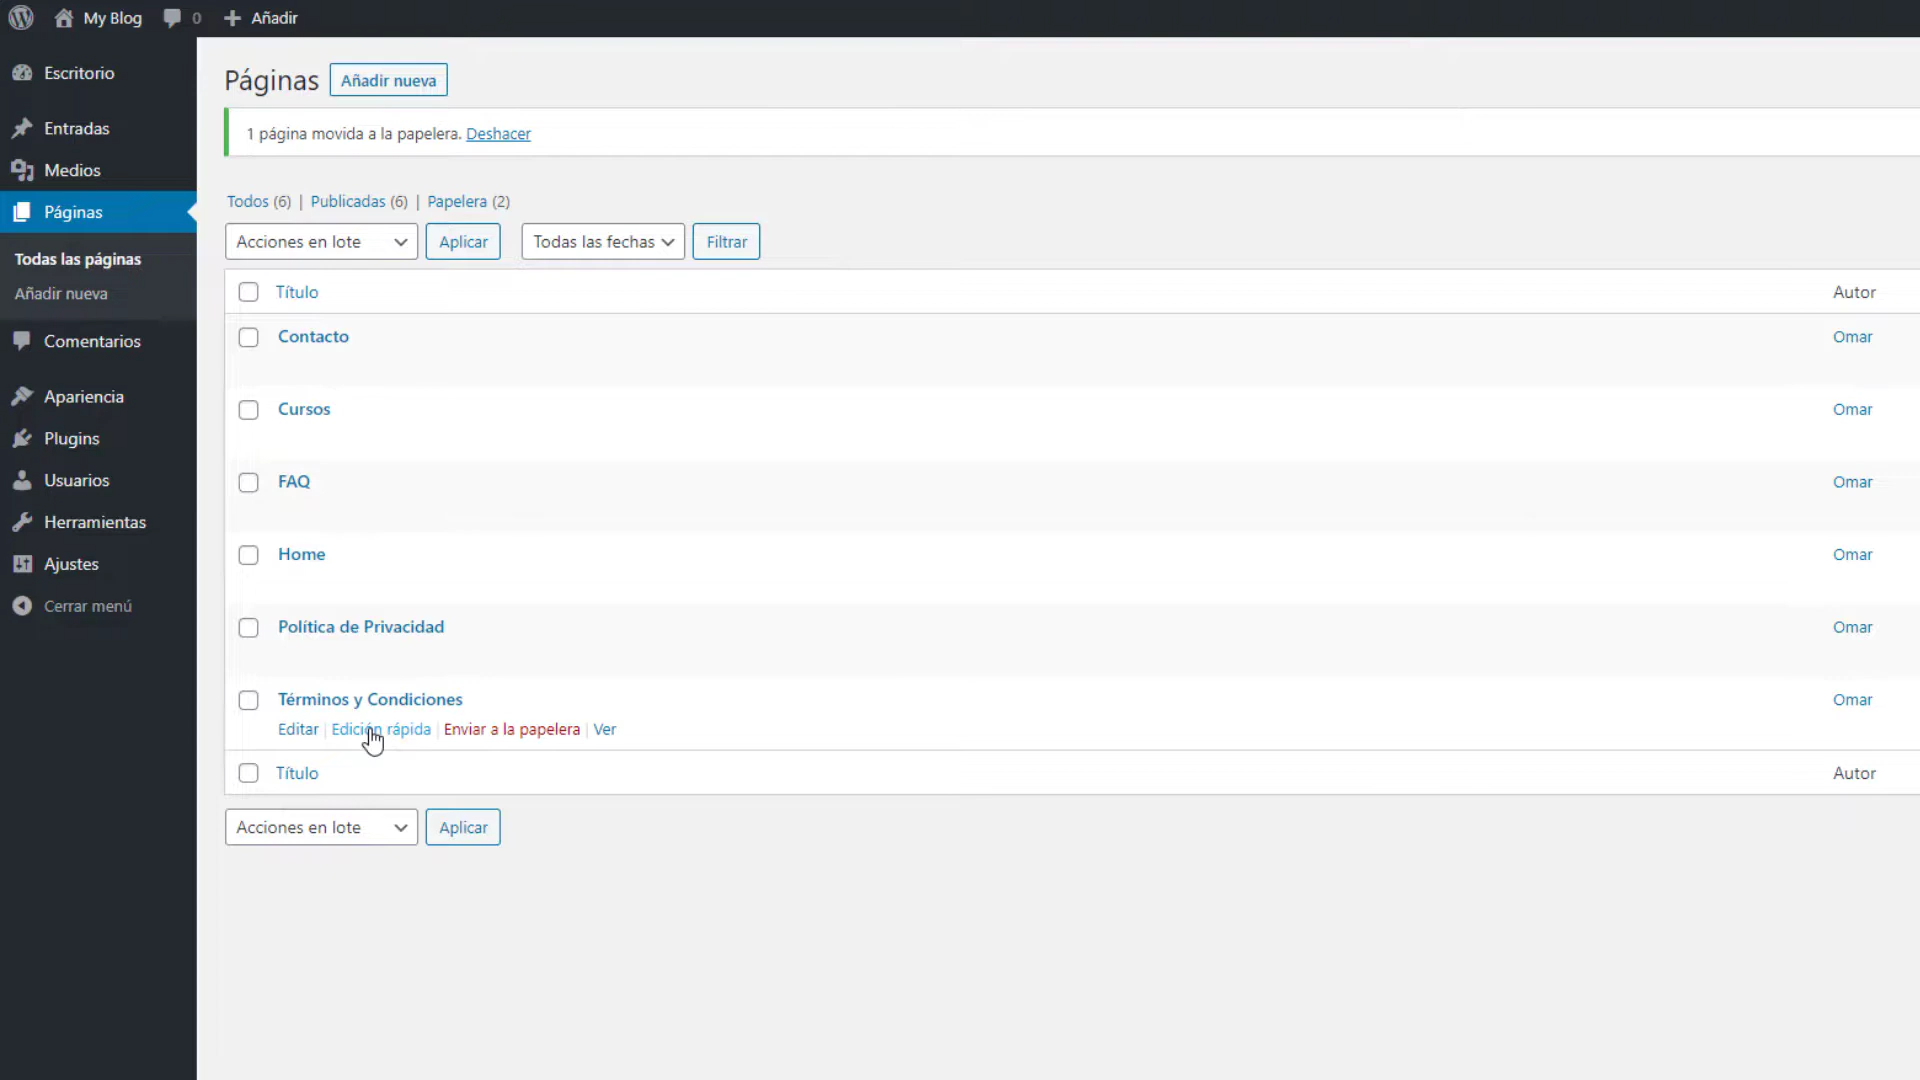 My Blog 0 Añadir
Escritorio
Entradas
Medios
Páginas
Todas las páginas
Añadir nueva
Comentarios
Apariencia
Plugins
Usuarios
Herramientas
Ajustes
Cerrar menú
Páginas Añadir nueva
1 página movida a la papelera. Deshacer
Todos (6) | Publicadas (6) | Papelera (2)
Acciones en lote Aplicar Todas las fechas Filtrar
Título Autor
Contacto Omar
Cursos Omar
FAQ Omar
Home Omar
Política de Privacidad Omar
Términos y Condiciones Omar
Editar | Edición rápida | Enviar a la papelera | Ver
Título Autor
Acciones en lote Aplicar